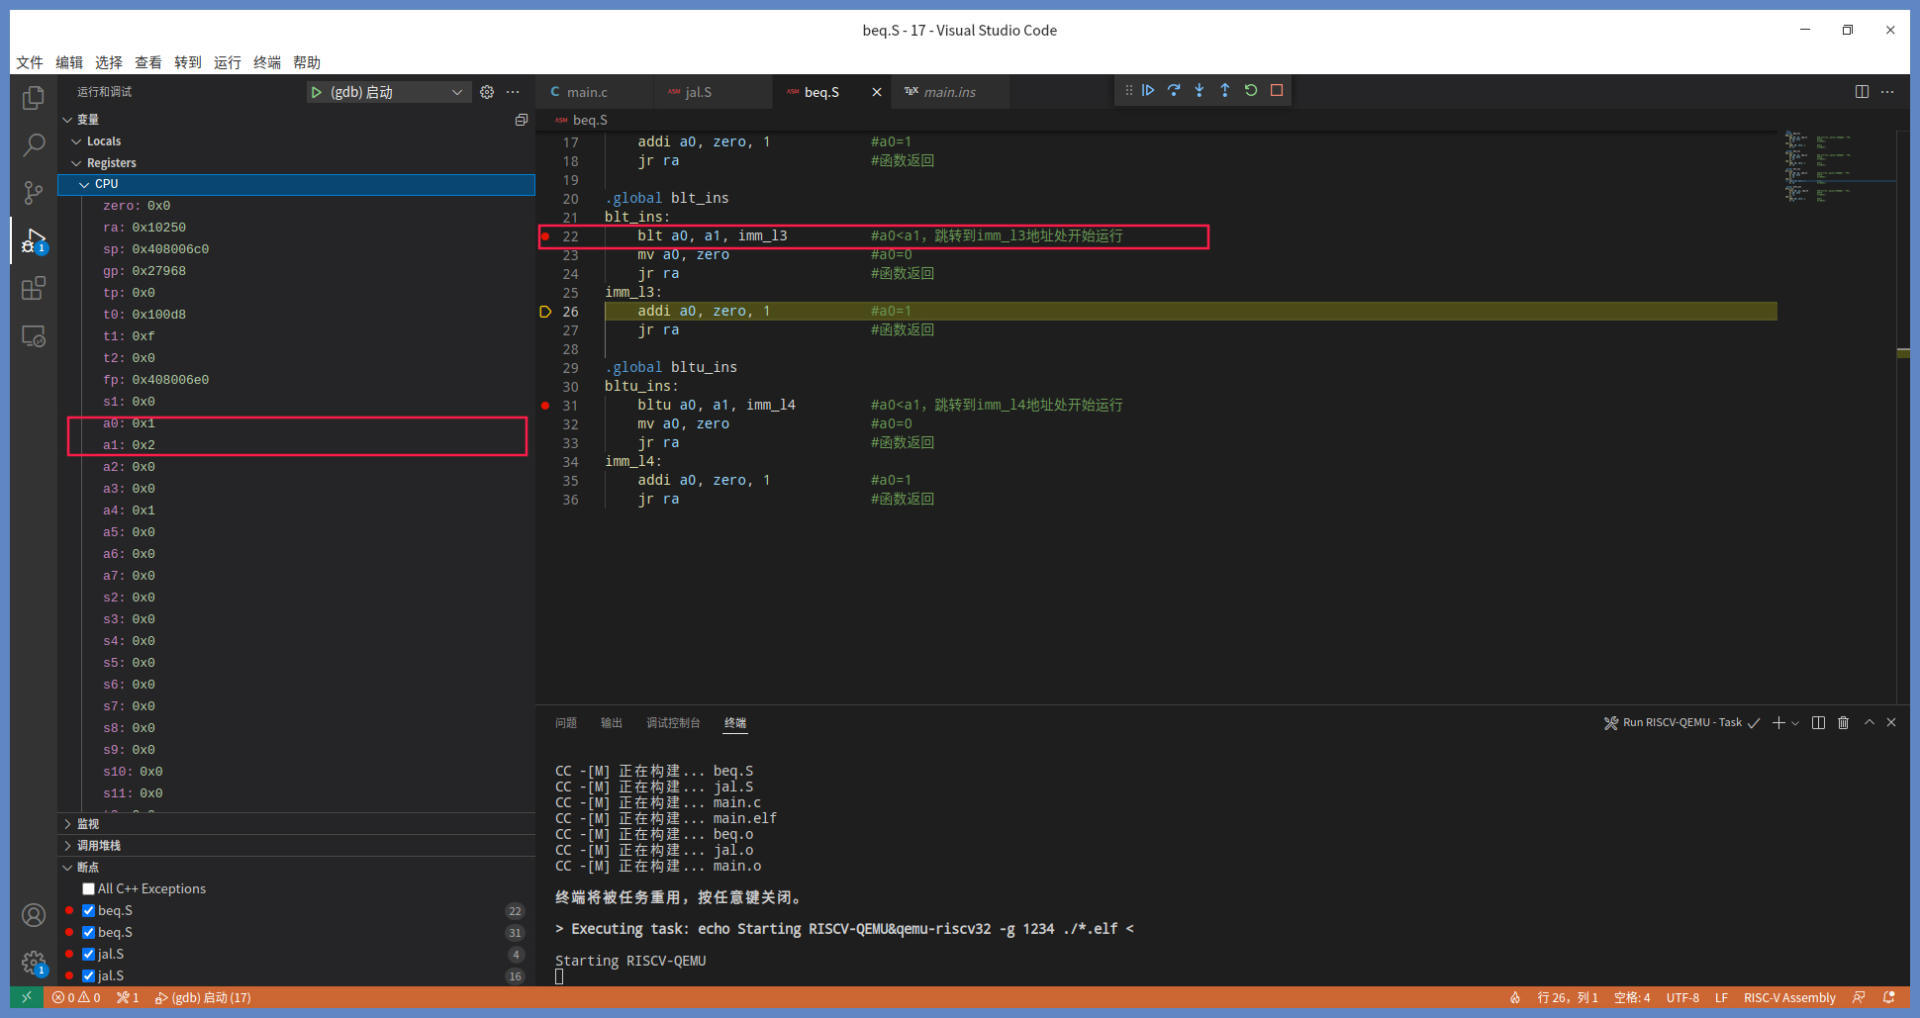 beq.S - 17 - Visual Studio Code
文件 编辑 选择 查看 转到 运行 终端 帮助
运行和调试
(gdb) 启动
变量
Locals
Registers
CPU
zero: 0x0
ra: 0x10250
sp: 0x408006c0
gp: 0x27968
tp: 0x0
t0: 0x100d8
t1: 0xf
t2: 0x0
fp: 0x408006e0
s1: 0x0
a0: 0x1
a1: 0x2
a2: 0x0
a3: 0x0
a4: 0x1
a5: 0x0
a6: 0x0
a7: 0x0
s2: 0x0
s3: 0x0
s4: 0x0
s5: 0x0
s6: 0x0
s7: 0x0
s8: 0x0
s9: 0x0
s10: 0x0
s11: 0x0
监视
调用堆栈
断点
All C++ Exceptions
beq.S 22
beq.S 31
jal.S 4
jal.S 16
1
1
C main.c
ASM jal.S
ASM beq.S
TEX main.ins
ASM beq.S
17 addi a0, zero, 1 #a0=1
18 jr ra #函数返回
19
20 .global blt_ins
21 blt_ins:
22 blt a0, a1, imm_l3 #a0<a1, 跳转到imm_l3地址处开始运行
23 mv a0, zero #a0=0
24 jr ra #函数返回
25 imm_l3:
26 addi a0, zero, 1 #a0=1
27 jr ra #函数返回
28
29 .global bltu_ins
30 bltu_ins:
31 bltu a0, a1, imm_l4 #a0<a1, 跳转到imm_l4地址处开始运行
32 mv a0, zero #a0=0
33 jr ra #函数返回
34 imm_l4:
35 addi a0, zero, 1 #a0=1
36 jr ra #函数返回
问题 输出 调试控制台 终端
Run RISCV-QEMU - Task
CC -[M] 正在构建... beq.S
CC -[M] 正在构建... jal.S
CC -[M] 正在构建... main.c
CC -[M] 正在构建... main.elf
CC -[M] 正在构建... beq.o
CC -[M] 正在构建... jal.o
CC -[M] 正在构建... main.o
终端将被任务重用, 按任意键关闭。
> Executing task: echo Starting RISCV-QEMU&qemu-riscv32 -g 1234 ./*.elf <
Starting RISCV-QEMU
0 0 1 (gdb) 启动 (17)
行 26, 列 1 空格: 4 UTF-8 LF RISC-V Assembly